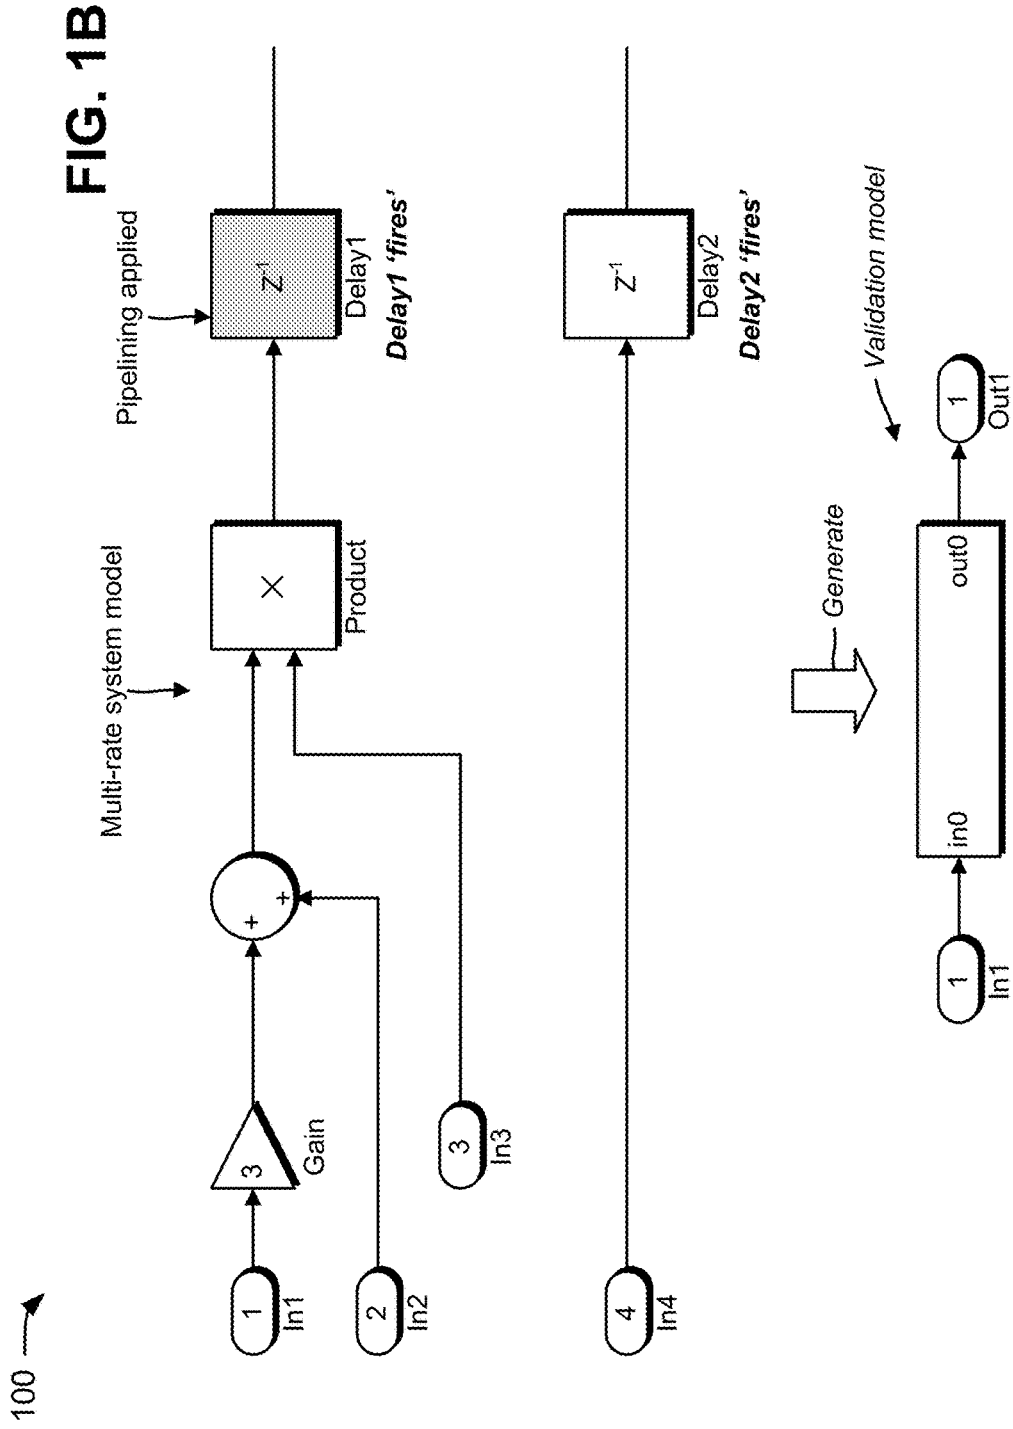 100
FIG. 1B
Multi-rate system model
Pipelining applied
1
In1
3
Gain
+
+
2
In2
3
In3
×
Product
Z-1
Delay1
Delay1 ‘fires’
4
In4
Z-1
Delay2
Delay2 ‘fires’
Generate
Validation model
1
In1
in0
out0
1
Out1